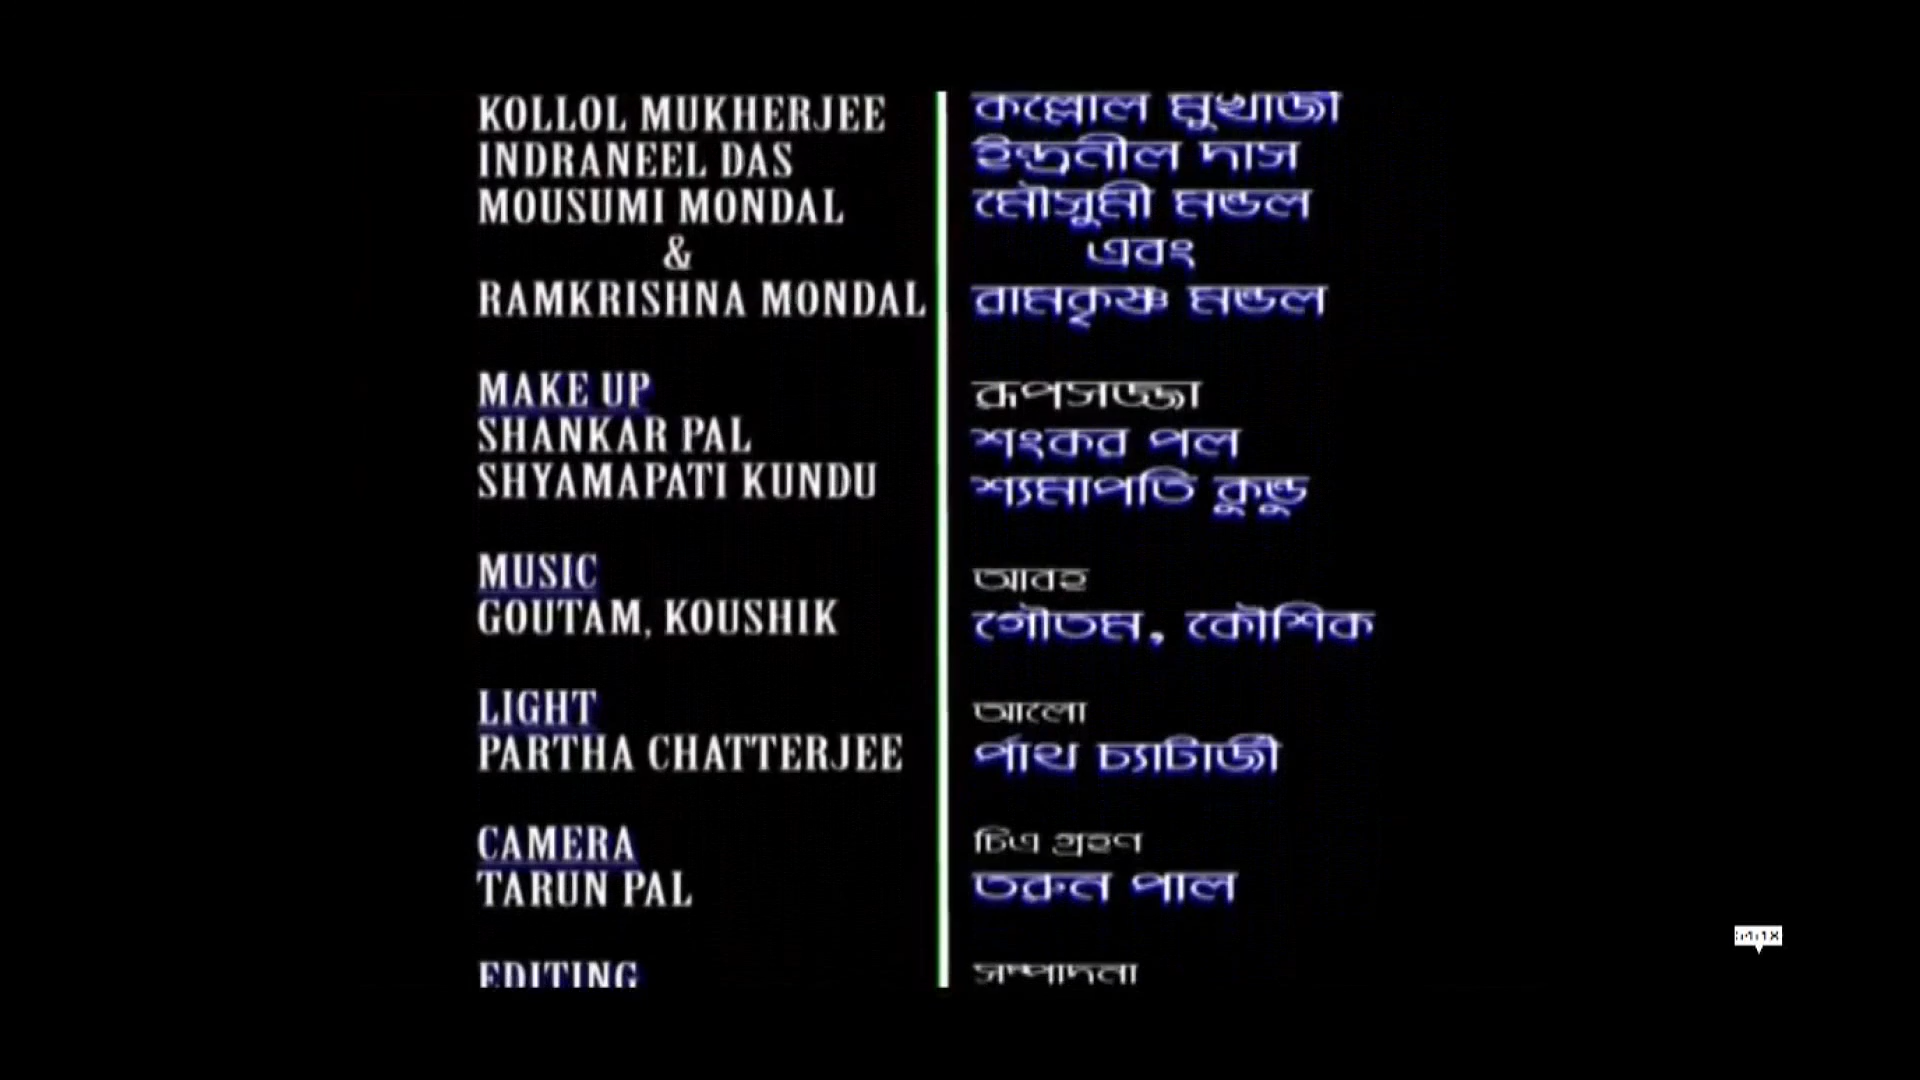 KOLLOL MUKHERJEE
INDRANEEL DAS
MOUSUMI MONDAL
&
RAMKRISHNA MONDAL
MAKE UP
SHANKAR PAL
SHYAMAPATI KUNDU
MUSIC
GOUTAM, KOUSHIK
LIGHT
PARTHA CHATTERJEE
CAMERA
TARUN PAL
EDITING
কল্লোল মুখার্জী
ইন্দ্রনীল দাস
মৌসুমী মন্ডল
এবং
রামকৃষ্ণ মন্ডল
রূপসজ্জা
শংকর পল
শ্যমাপতি কুন্ডু
আবহ
গৌতম, কৌশিক
আলো
র্পাথ চ্যাটার্জী
চিত্র গ্রহণ
তরুন পাল
সম্পাদনা